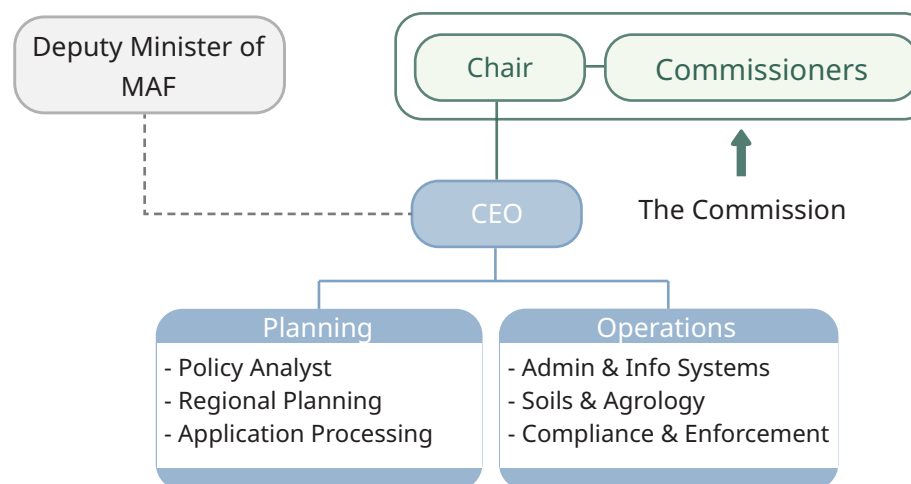 Deputy Minister of
MAF
Chair
Commissioners
CEO
The Commission
Planning
- Policy Analyst
- Regional Planning
- Application Processing
Operations
- Admin & Info Systems
- Soils & Agrology
- Compliance & Enforcement